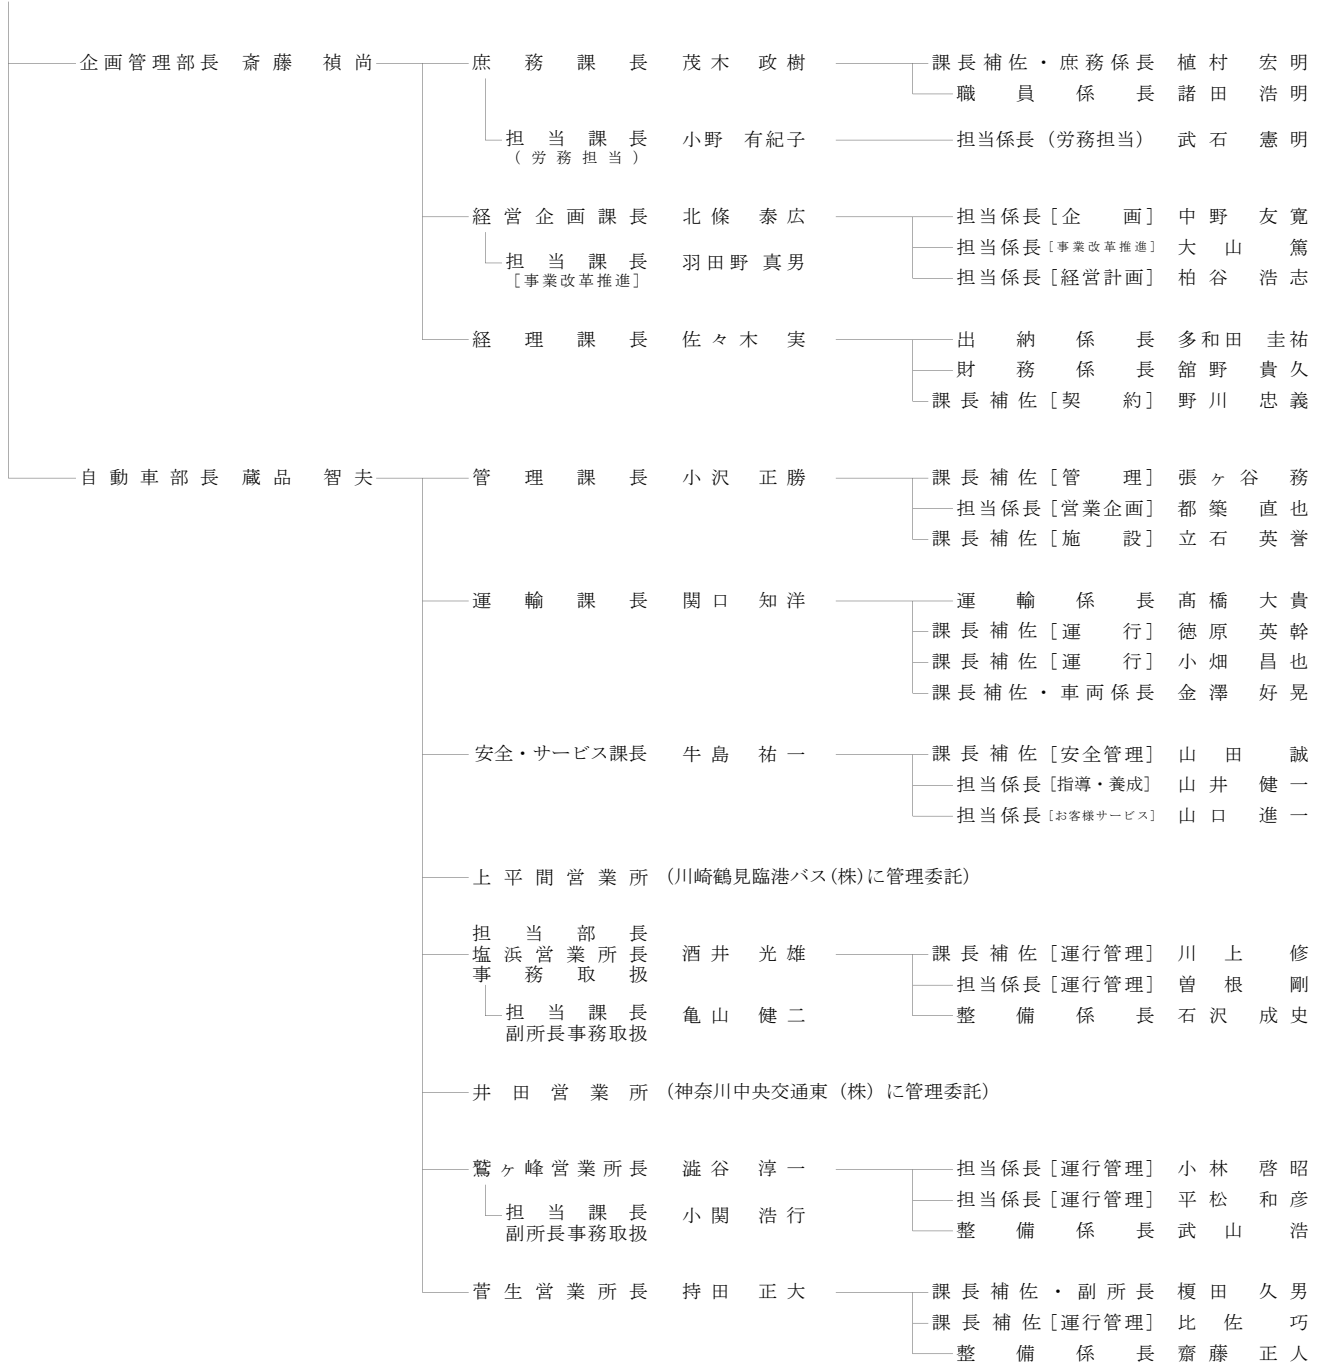 企画管理部長 斎藤 禎尚 庶務課長 茂木 政樹 課長補佐・庶務係長 植村 宏明
職員係長 諸田 浩明
担当課長 小野 有紀子 担当係長(労務担当) 武石 憲明
(労務担当)
経営企画課長 北條 泰広 担当係長[企画] 中野 友寛
担当係長[事業改革推進] 大山 篤
担当課長 羽田野 真男
[事業改革推進] 担当係長[経営計画] 柏谷 浩志
経理課長 佐々木 実 出納係長 多和田 圭祐
財務係長 舘野 貴久
課長補佐[契約] 野川 忠義
自動車部長 蔵品 智夫 管理課長 小沢 正勝 課長補佐[管理] 張ヶ谷 務
担当係長[営業企画] 都築 直也
課長補佐[施設] 立石 英誉
運輸課長 関口 知洋 運輸係長 髙橋 大貴
課長補佐[運行] 徳原 英幹
課長補佐[運行] 小畑 昌也
課長補佐・車両係長 金澤 好晃
安全・サービス課長 牛島 祐一 課長補佐[安全管理] 山田 誠
担当係長[指導・養成] 山井 健一
担当係長[お客様サービス] 山口 進一
上平間営業所 (川崎鶴見臨港バス(株)に管理委託)
担当部長
塩浜営業所長 酒井 光雄 課長補佐[運行管理] 川上 修
事務取扱
担当係長[運行管理] 曽根 剛
担当課長 亀山 健二 整備係長 石沢 成史
副所長事務取扱
井田営業所 (神奈川中央交通東(株)に管理委託)
鷲ヶ峰営業所長 澁谷 淳一 担当係長[運行管理] 小林 啓昭
担当係長[運行管理] 平松 和彦
担当課長 小関 浩行
副所長事務取扱 整備係長 武山 浩
菅生営業所長 持田 正大 課長補佐・副所長 榎田 久男
課長補佐[運行管理] 比佐 巧
整備係長 齋藤 正人